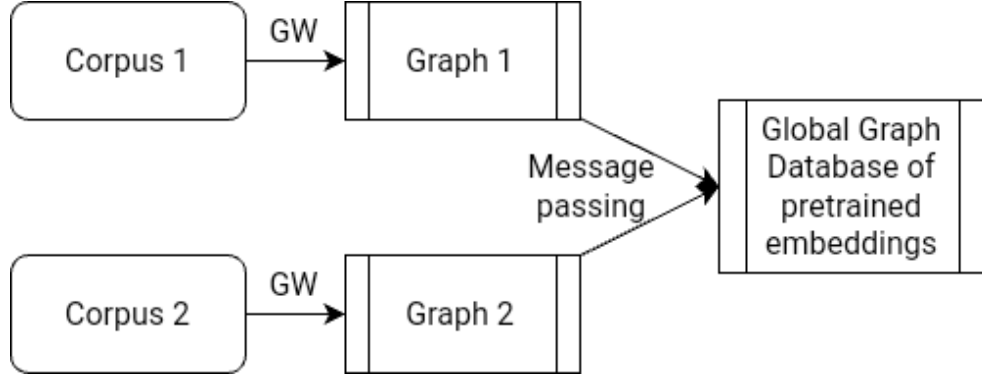 Corpus 1
GW
Graph 1
Message
passing
Global Graph
Database of
pretrained
embeddings
Corpus 2
GW
Graph 2